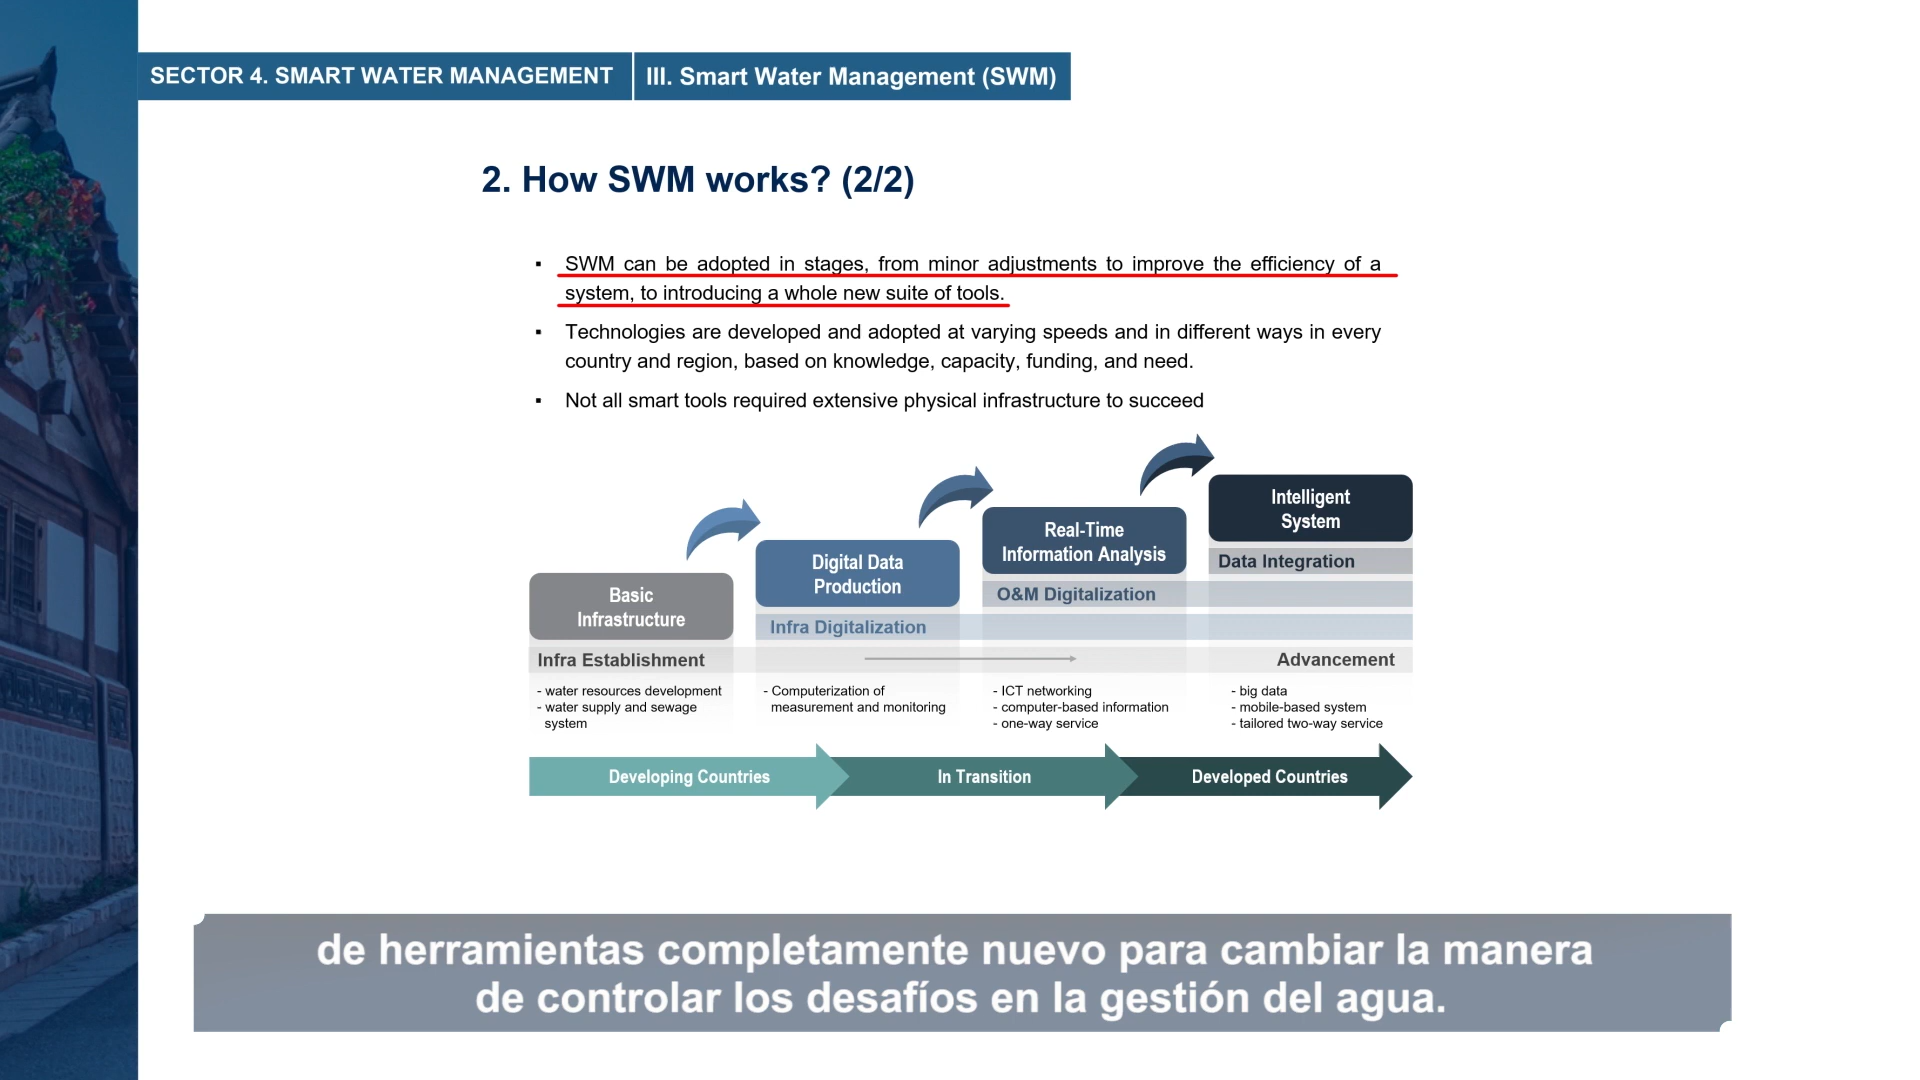 SECTOR 4. SMART WATER MANAGEMENT
III. Smart Water Management (SWM)
2. How SWM works? (2/2)
▪ SWM can be adopted in stages, from minor adjustments to improve the efficiency of a
system, to introducing a whole new suite of tools.
▪ Technologies are developed and adopted at varying speeds and in different ways in every
country and region, based on knowledge, capacity, funding, and need.
▪ Not all smart tools required extensive physical infrastructure to succeed
Basic
Infrastructure
Infra Establishment
- water resources development
- water supply and sewage
system
Digital Data
Production
Infra Digitalization
- Computerization of
measurement and monitoring
Real-Time
Information Analysis
O&M Digitalization
- ICT networking
- computer-based information
- one-way service
Intelligent
System
Data Integration
Advancement
- big data
- mobile-based system
- tailored two-way service
Developing Countries
In Transition
Developed Countries
de herramientas completamente nuevo para cambiar la manera
de controlar los desafíos en la gestión del agua.